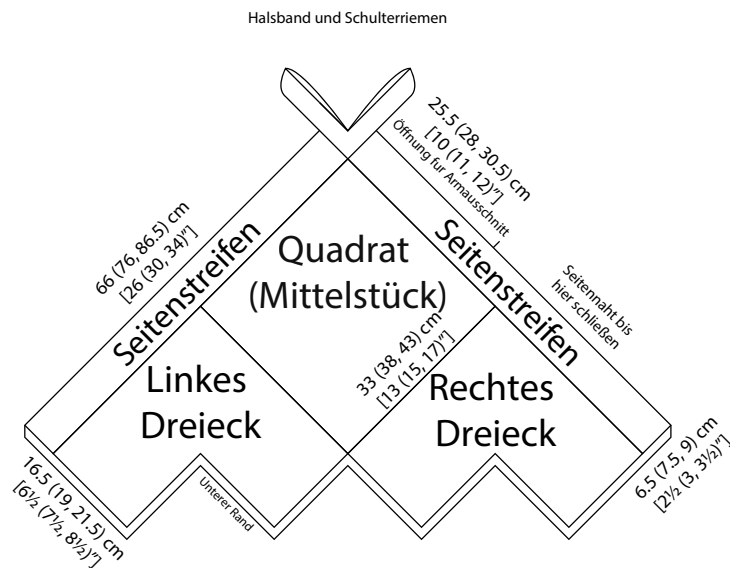 Halsband und Schulterriemen
25.5 (28, 30.5) cm
[10 (11, 12)"]
Öffnung fur Armausschnitt
66 (76, 86.5) cm
[26 (30, 34)"]
Seitenstreifen
Quadrat
(Mittelstück)
Seitenstreifen
Seitennaht bis
hier schließen
33 (38, 43) cm
[13 (15, 17)"]
Linkes
Dreieck
Rechtes
Dreieck
16.5 (19, 21.5) cm
[6½ (7½, 8½)"]
Unterer Rand
6.5 (7.5, 9) cm
[2½ (3, 3½)"]